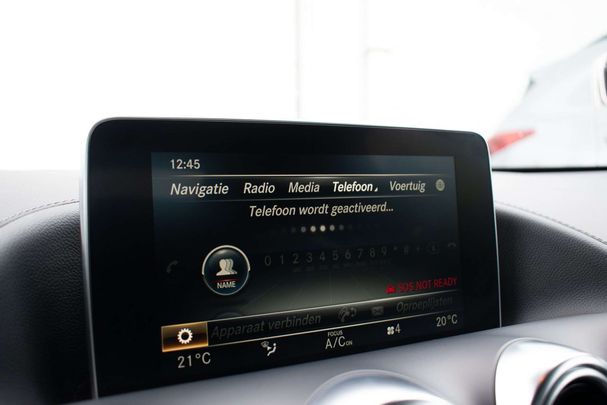 12:45
Navigatie Radio Media Telefoon Voertuig
Telefoon wordt geactiveerd...
0 1 2 3 4 5 6 7 8 9 * # +
NAME
SOS NOT READY
Apparaat verbinden Oproeplijsten
21°C FOCUS A/C ON 4 20°C